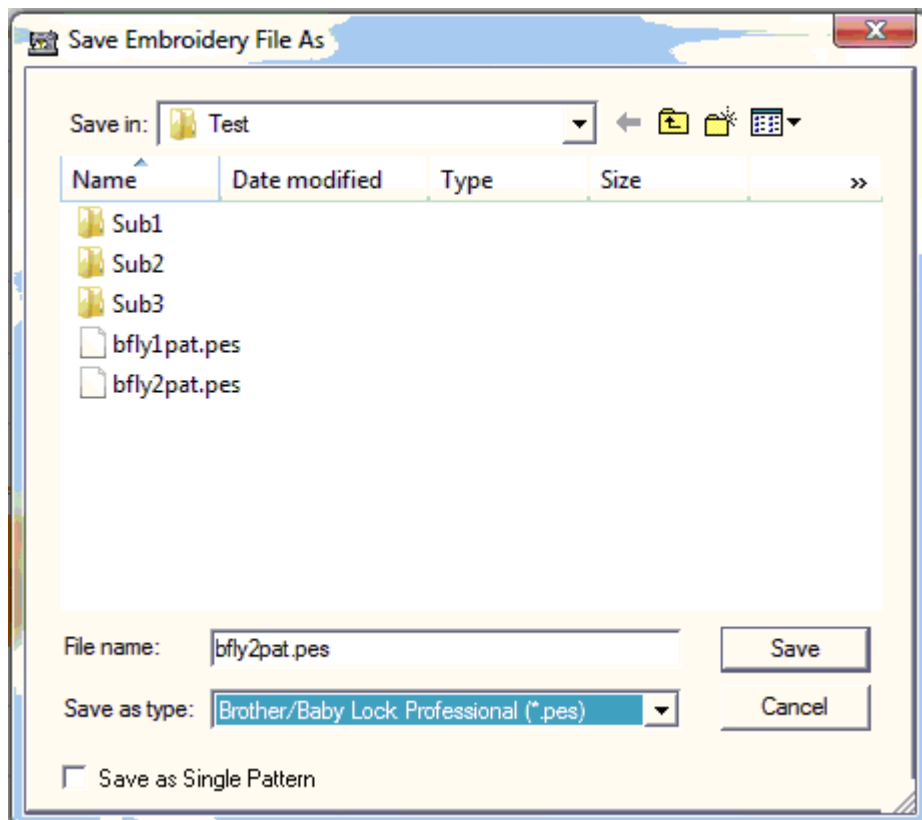 Save Embroidery File As
Save in: Test
Name Date modified Type Size »
Sub1
Sub2
Sub3
bfly1pat.pes
bfly2pat.pes
File name: bfly2pat.pes Save
Save as type: Brother/Baby Lock Professional (*.pes) Cancel
Save as Single Pattern